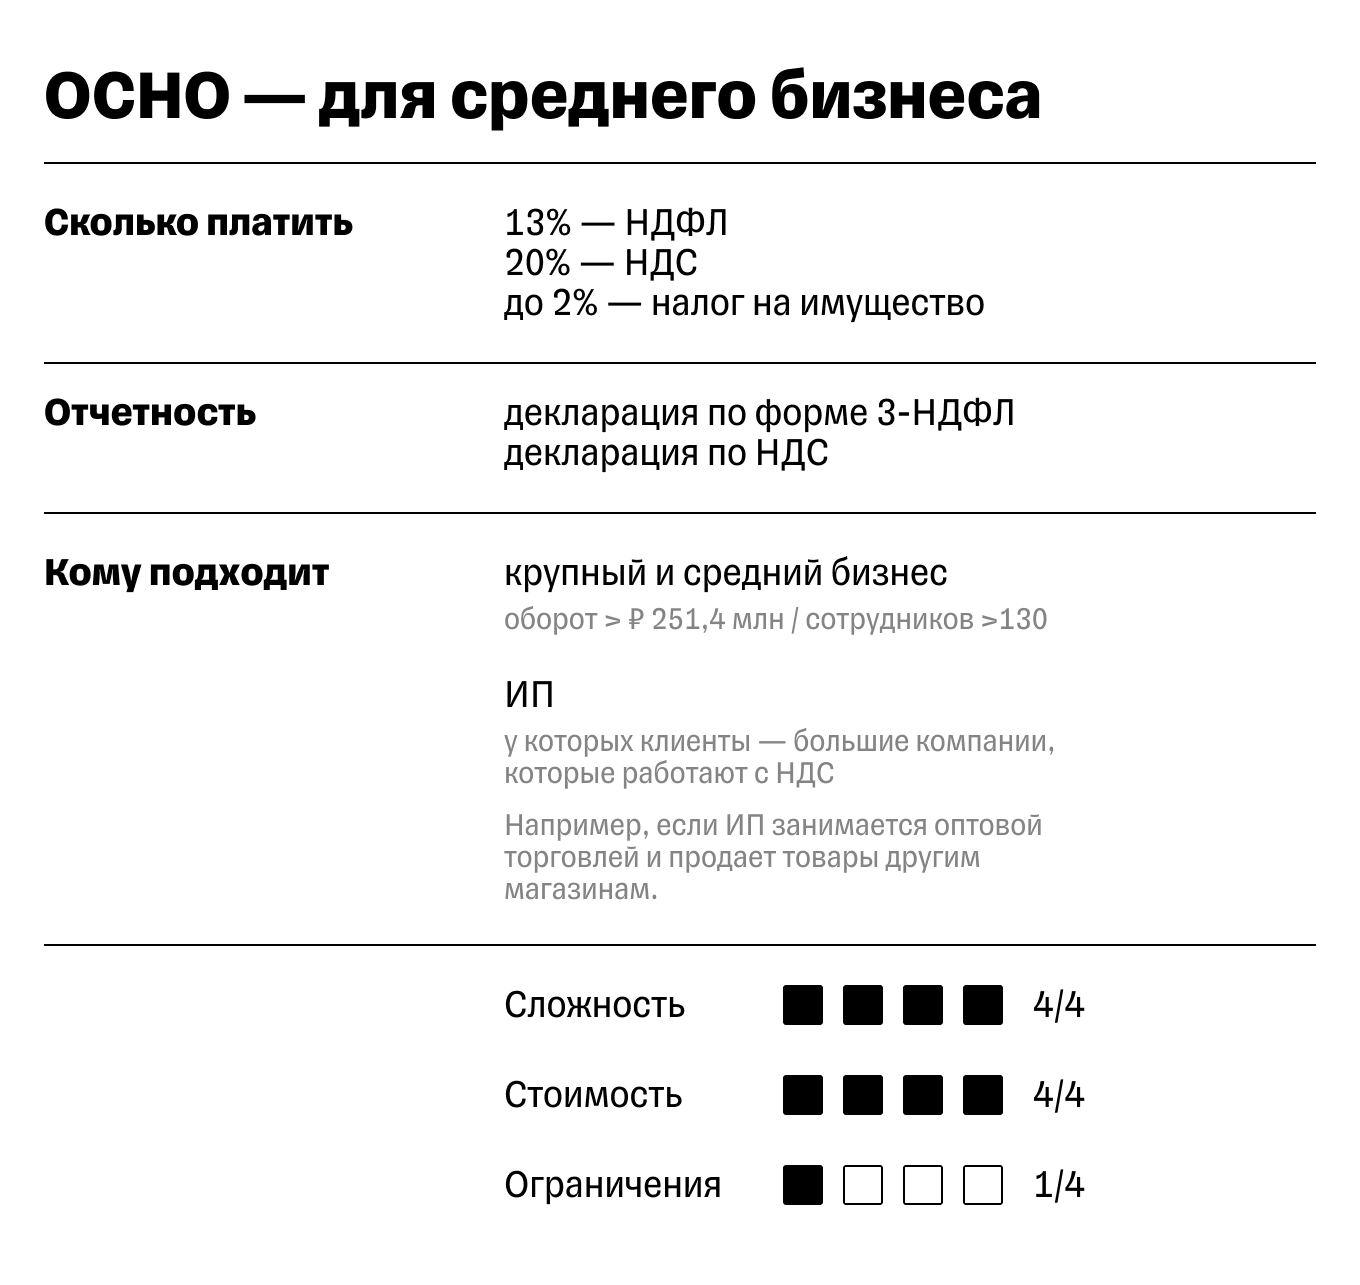 ОСНО — для среднего бизнеса
Сколько платить
13% — НДФЛ
20% — НДС
до 2% — налог на имущество
Отчетность
декларация по форме 3-НДФЛ
декларация по НДС
Кому подходит
крупный и средний бизнес
оборот > ₽ 251,4 млн / сотрудников >130
ИП
у которых клиенты — большие компании,
которые работают с НДС
Например, если ИП занимается оптовой
торговлей и продает товары другим
магазинам.
Сложность 4/4
Стоимость 4/4
Ограничения 1/4